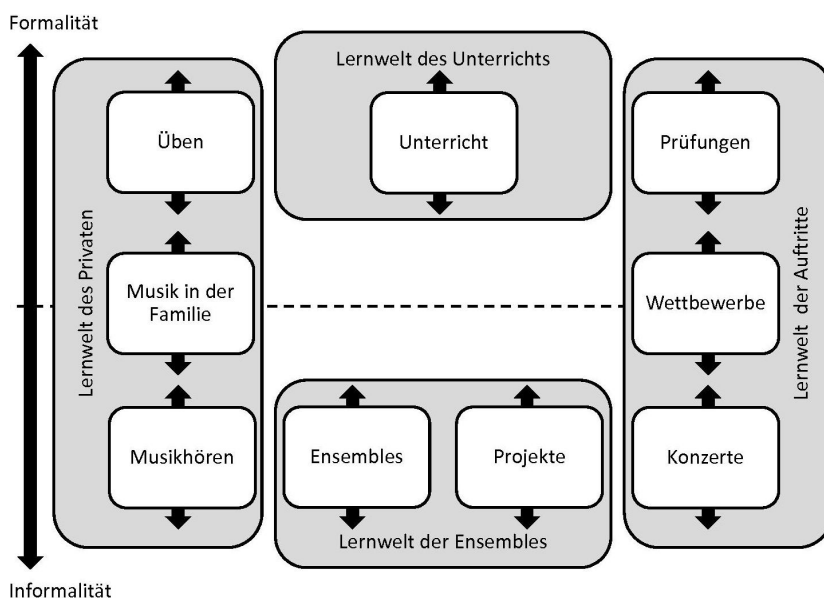 Formalität
Lernwelt des Unterrichts
Üben
Unterricht
Prüfungen
Lernwelt des Privaten
Lernwelt der Auftritte
Musik in der
Familie
Wettbewerbe
Musikhören
Ensembles
Projekte
Konzerte
Lernwelt der Ensembles
Informalität